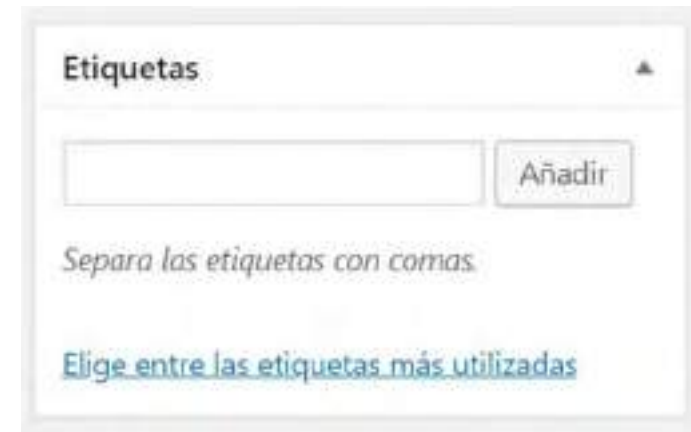 Etiquetas
Añadir
Separa las etiquetas con comas.
Elige entre las etiquetas más utilizadas